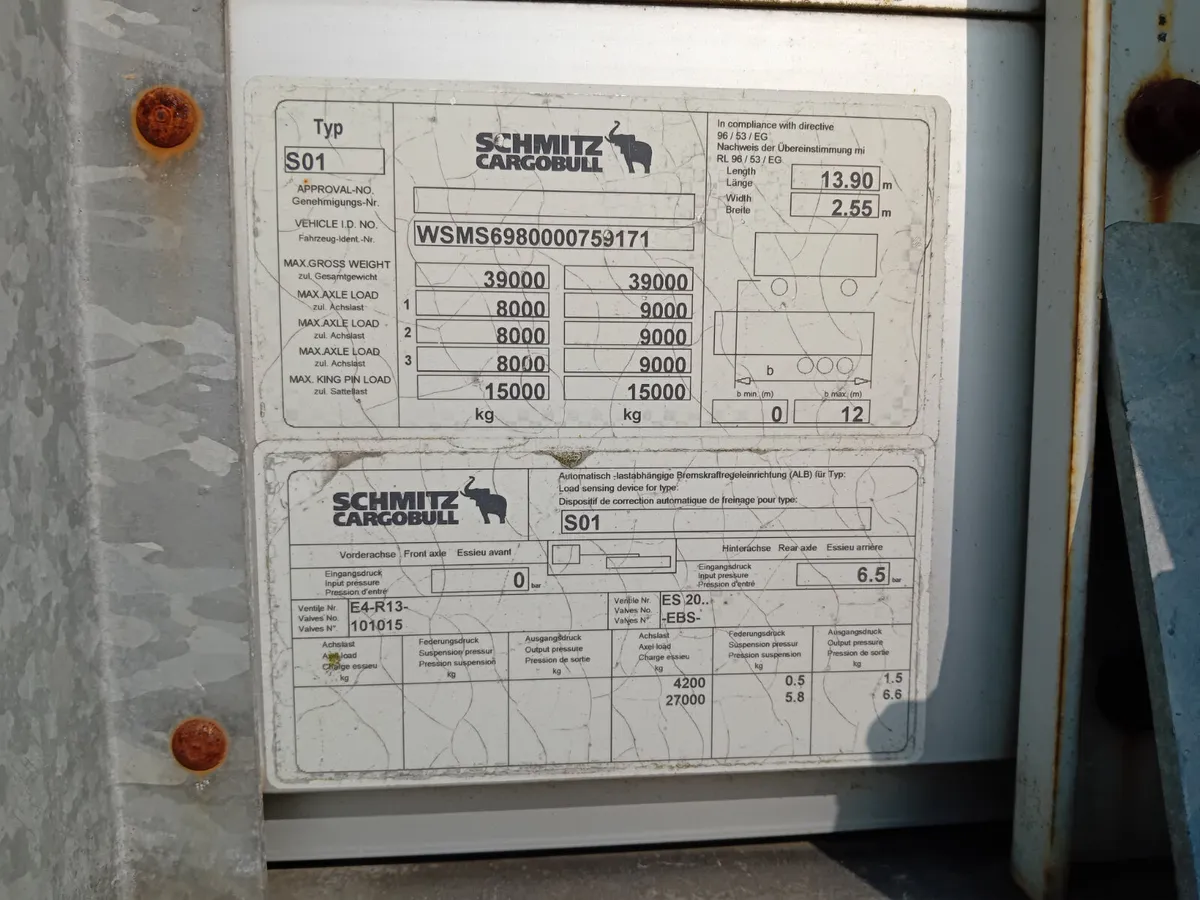 Typ
S01
SCHMITZ
CARGOBULL
APPROVAL-NO.
Genehmigungs-Nr.
VEHICLE I.D. NO.
Fahrzeug-Ident.-Nr.
WSMS6980000759171
MAX.GROSS WEIGHT
zul. Gesamtgewicht
39000 39000
MAX.AXLE LOAD
zul. Achslast
1 8000 9000
MAX.AXLE LOAD
zul. Achslast
2 8000 9000
MAX.AXLE LOAD
zul. Achslast
3 8000 9000
MAX. KING PIN LOAD
zul. Sattellast
15000 15000
kg kg
In compliance with directive
96 / 53 / EG
Nachweis der Übereinstimmung mi
RL 96 / 53 / EG
Length
Länge
13.90 m
Width
Breite
2.55 m
b
b min. (m) b max. (m)
0 12
SCHMITZ
CARGOBULL
Automatisch -lastabhängige Bremskraftregeleinrichtung (ALB) für Typ:
Load sensing device for type:
Dispositif de correction automatique de freinage pour type:
S01
Vorderachse Front axle Essieu avant
Eingangsdruck
Input pressure
Pression d'entré
0 bar
Hinterachse Rear axle Essieu arriere
Eingangsdruck
Input pressure
Pression d'entré
6.5 bar
Ventile Nr.
Valves No.
Valves N°
E4-R13-
101015
Ventile Nr.
Valves No.
Valves N°
ES 20..
-EBS-
Achslast
Axel load
Charge essieu
kg
Federungsdruck
Suspension pressur
Pression suspension
kg
Ausgangsdruck
Output pressure
Pression de sortie
kg
Achslast
Axel load
Charge essieu
kg
Federungsdruck
Suspension pressur
Pression suspension
kg
Ausgangsdruck
Output pressure
Pression de sortie
kg
4200 0.5 1.5
27000 5.8 6.6